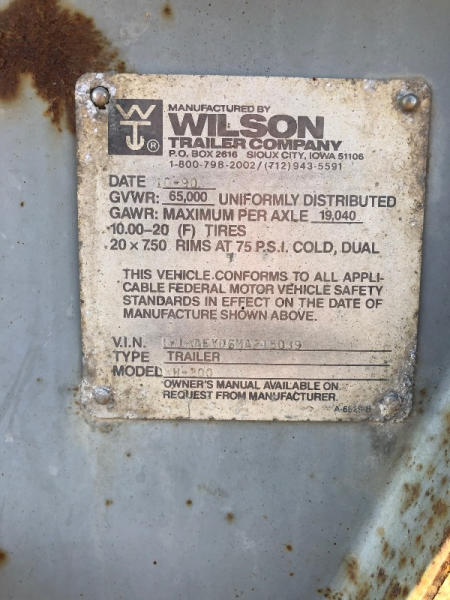 WTJ ®
MANUFACTURED BY
WILSON
TRAILER COMPANY
P.O. BOX 2616 SIOUX CITY, IOWA 51106
1-800-798-2002/(712)943-5591
DATE
GVWR: 65,000 UNIFORMLY DISTRIBUTED
GAWR: MAXIMUM PER AXLE 19,040
10.00-20 (F) TIRES
20 x 7.50 RIMS AT 75 P.S.I. COLD, DUAL
THIS VEHICLE CONFORMS TO ALL APPLI-
CABLE FEDERAL MOTOR VEHICLE SAFETY
STANDARDS IN EFFECT ON THE DATE OF
MANUFACTURE SHOWN ABOVE.
V.I.N.
TYPE TRAILER
MODEL
OWNER'S MANUAL AVAILABLE ON
REQUEST FROM MANUFACTURER.